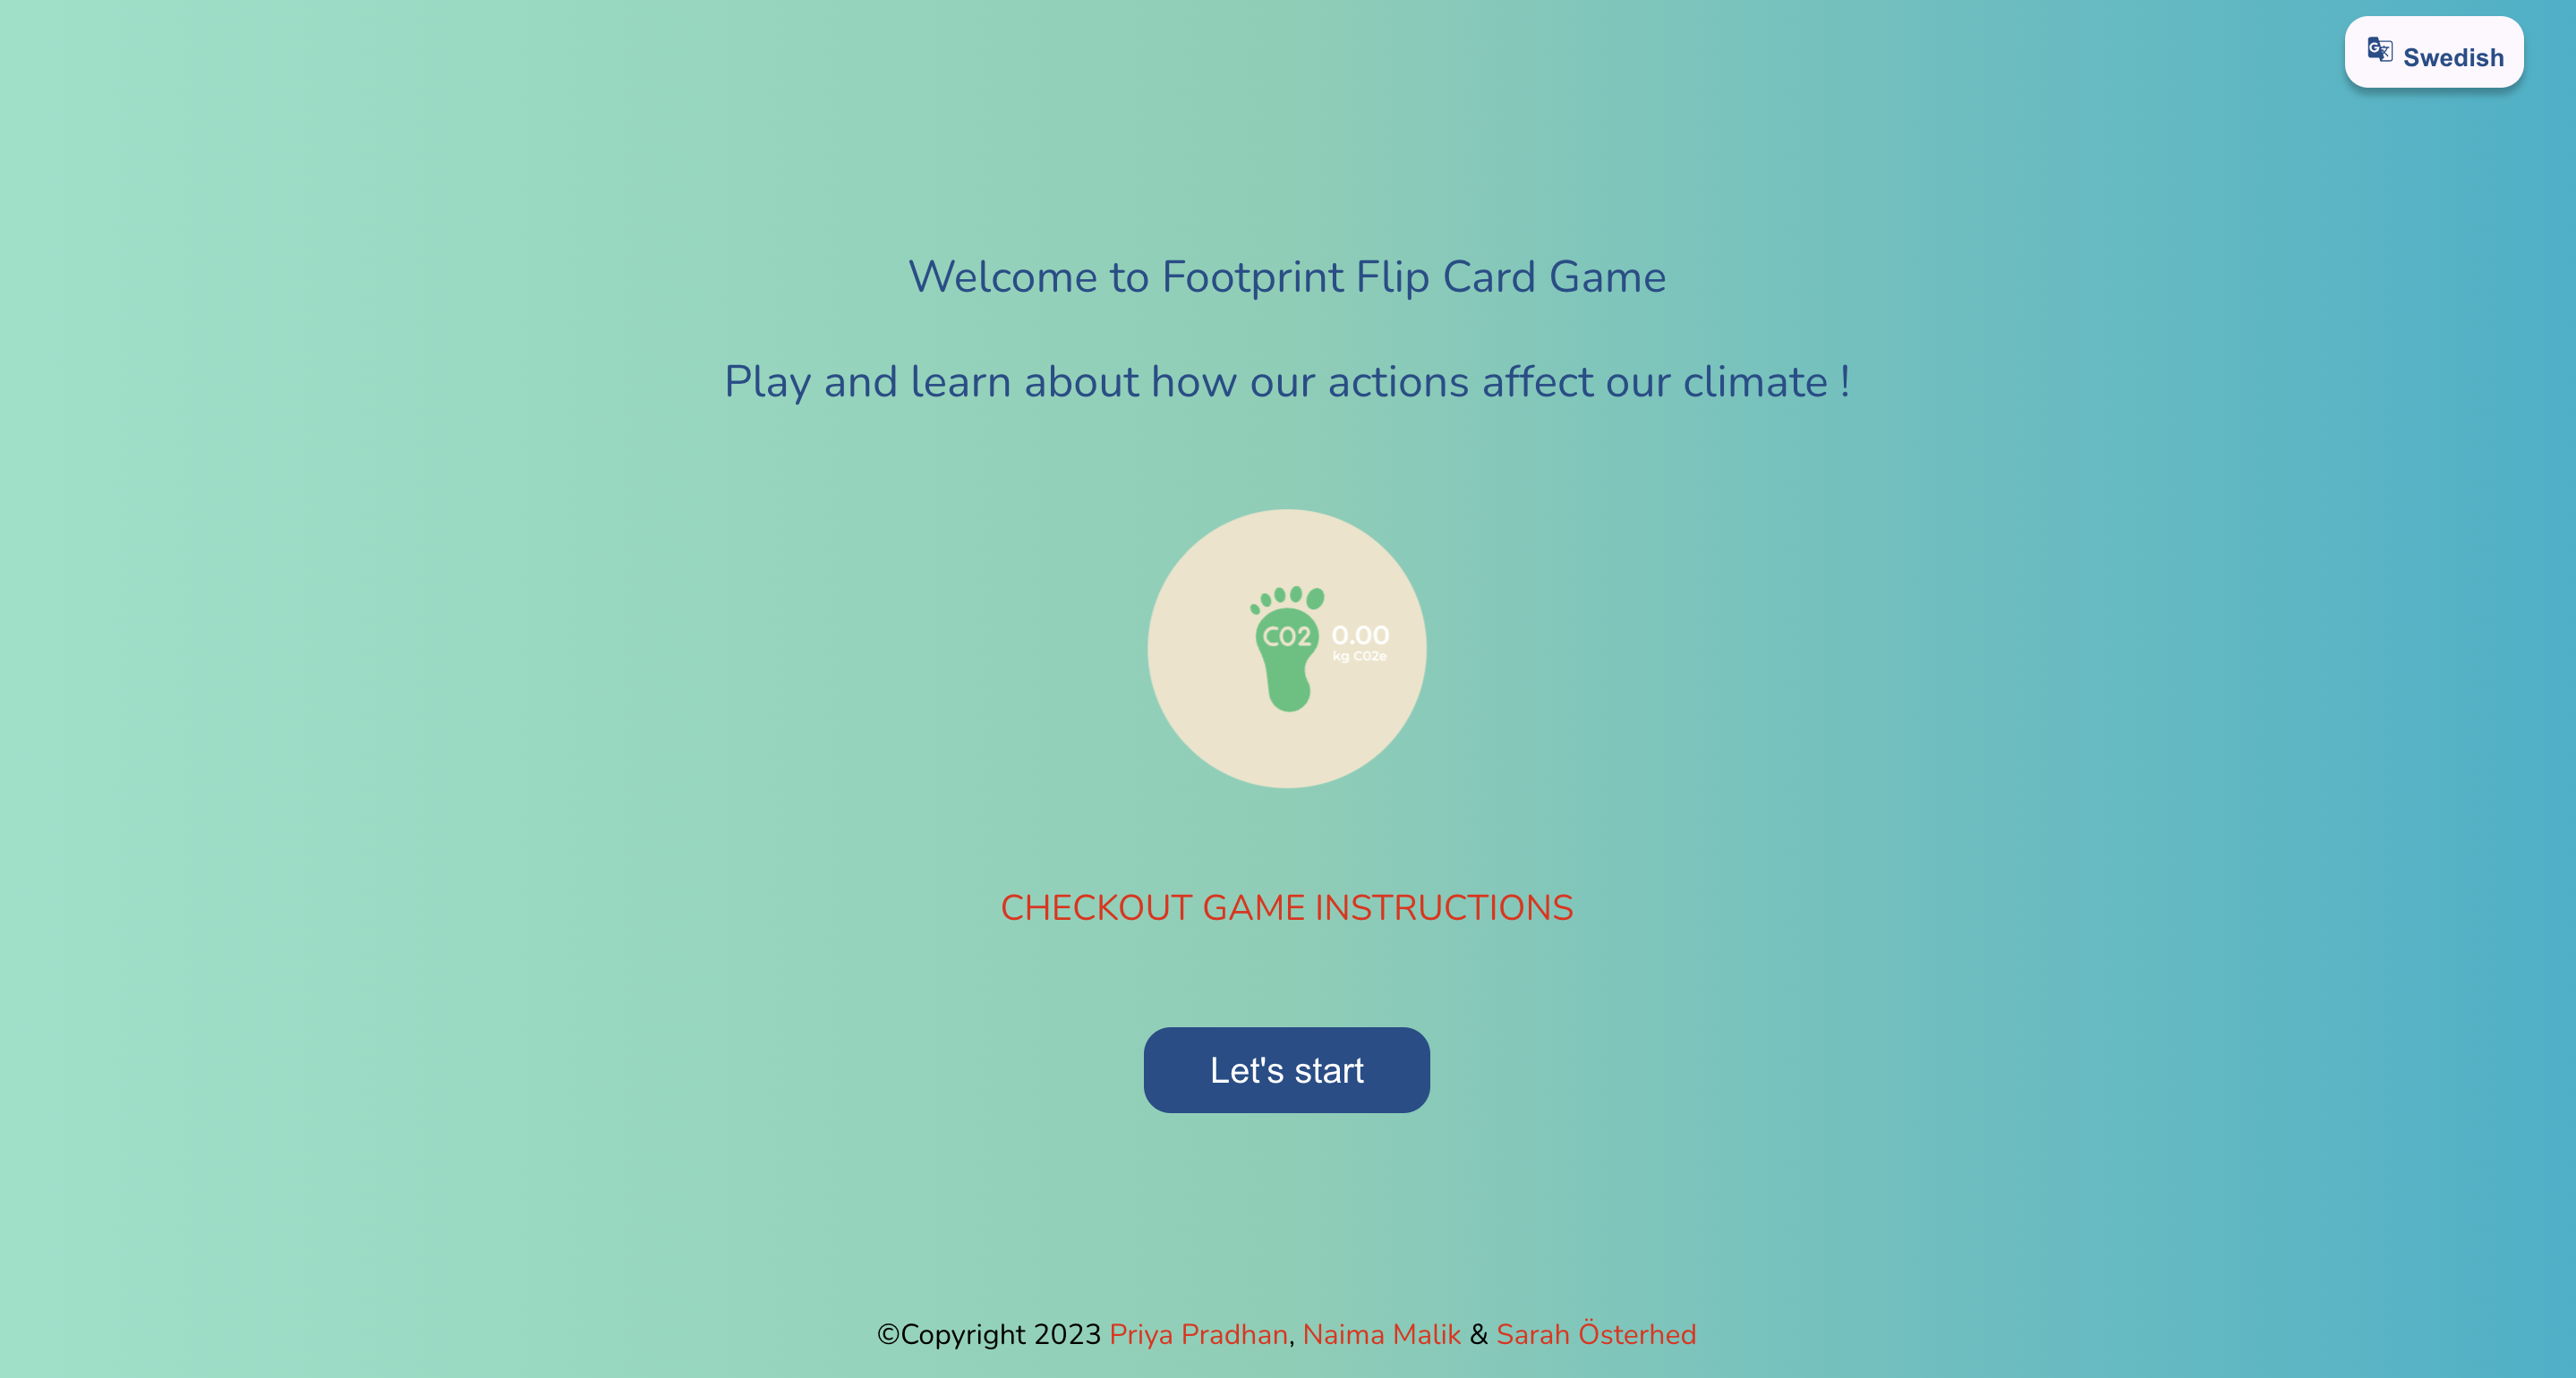 Swedish
Welcome to Footprint Flip Card Game
Play and learn about how our actions affect our climate !
CO2
0.00
kg CO2e
CHECKOUT GAME INSTRUCTIONS
Let's start
©Copyright 2023 Priya Pradhan, Naima Malik & Sarah Österhed